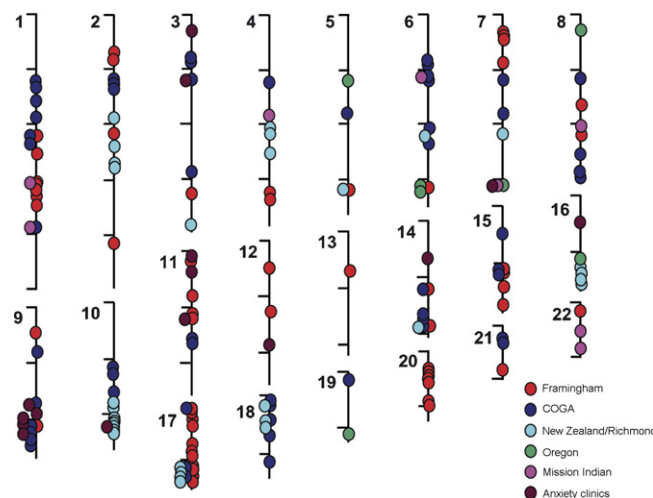 1 2 3 4 5 6 7 8
11 12 13 14 15 16
9 10 17 18 19 20 21 22
Framingham
COGA
New Zealand/Richmond
Oregon
Mission Indian
Anxiety clinics